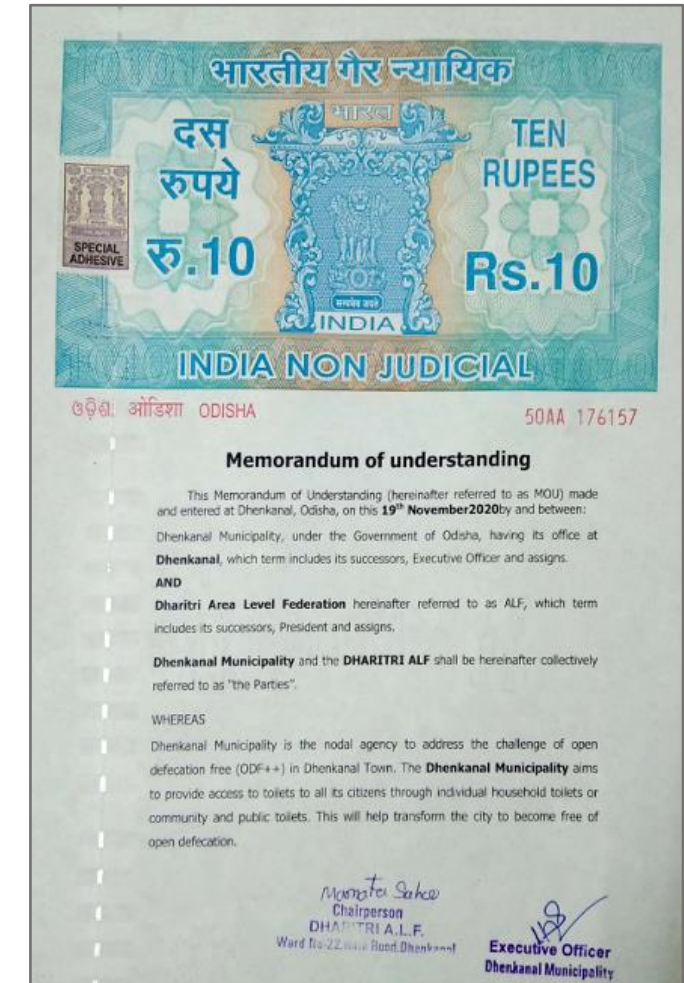 भारतीय गैर न्यायिक
भारत
दस
रुपये
रु.10
TEN
RUPEES
Rs.10
SPECIAL
ADHESIVE
सत्यमेव जयते
INDIA
INDIA NON JUDICIAL
ଓଡ଼ିଶା ओडिशा ODISHA
50AA 176157
Memorandum of understanding
This Memorandum of Understanding (hereinafter referred to as MOU) made
and entered at Dhenkanal, Odisha, on this 19th November2020by and between:
Dhenkanal Municipality, under the Government of Odisha, having its office at
Dhenkanal, which term includes its successors, Executive Officer and assigns.
AND
Dharitri Area Level Federation hereinafter referred to as ALF, which term
includes its successors, President and assigns.
Dhenkanal Municipality and the DHARITRI ALF shall be hereinafter collectively
referred to as "the Parties".
WHEREAS
Dhenkanal Municipality is the nodal agency to address the challenge of open
defecation free (ODF++) in Dhenkanal Town. The Dhenkanal Municipality aims
to provide access to toilets to all its citizens through individual household toilets or
community and public toilets. This will help transform the city to become free of
open defecation.
Chairperson
DHARITRI A.L.F.
Ward No-22 Road Dhenkanal
Executive Officer
Dhenkanal Municipality